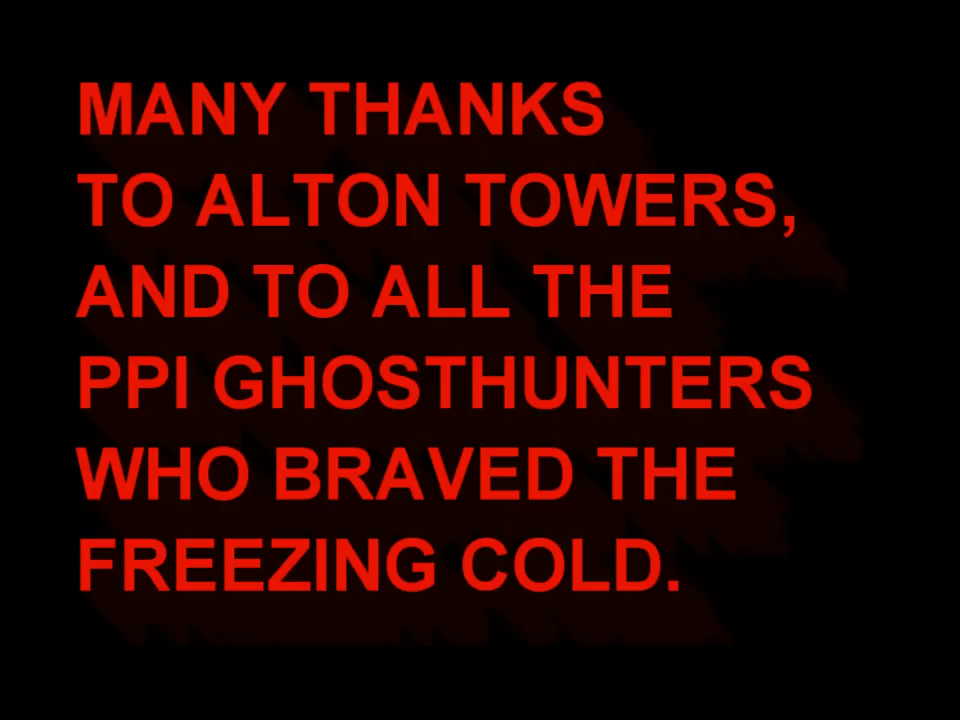 MANY THANKS
TO ALTON TOWERS,
AND TO ALL THE
PPI GHOSTHUNTERS
WHO BRAVED THE
FREEZING COLD.